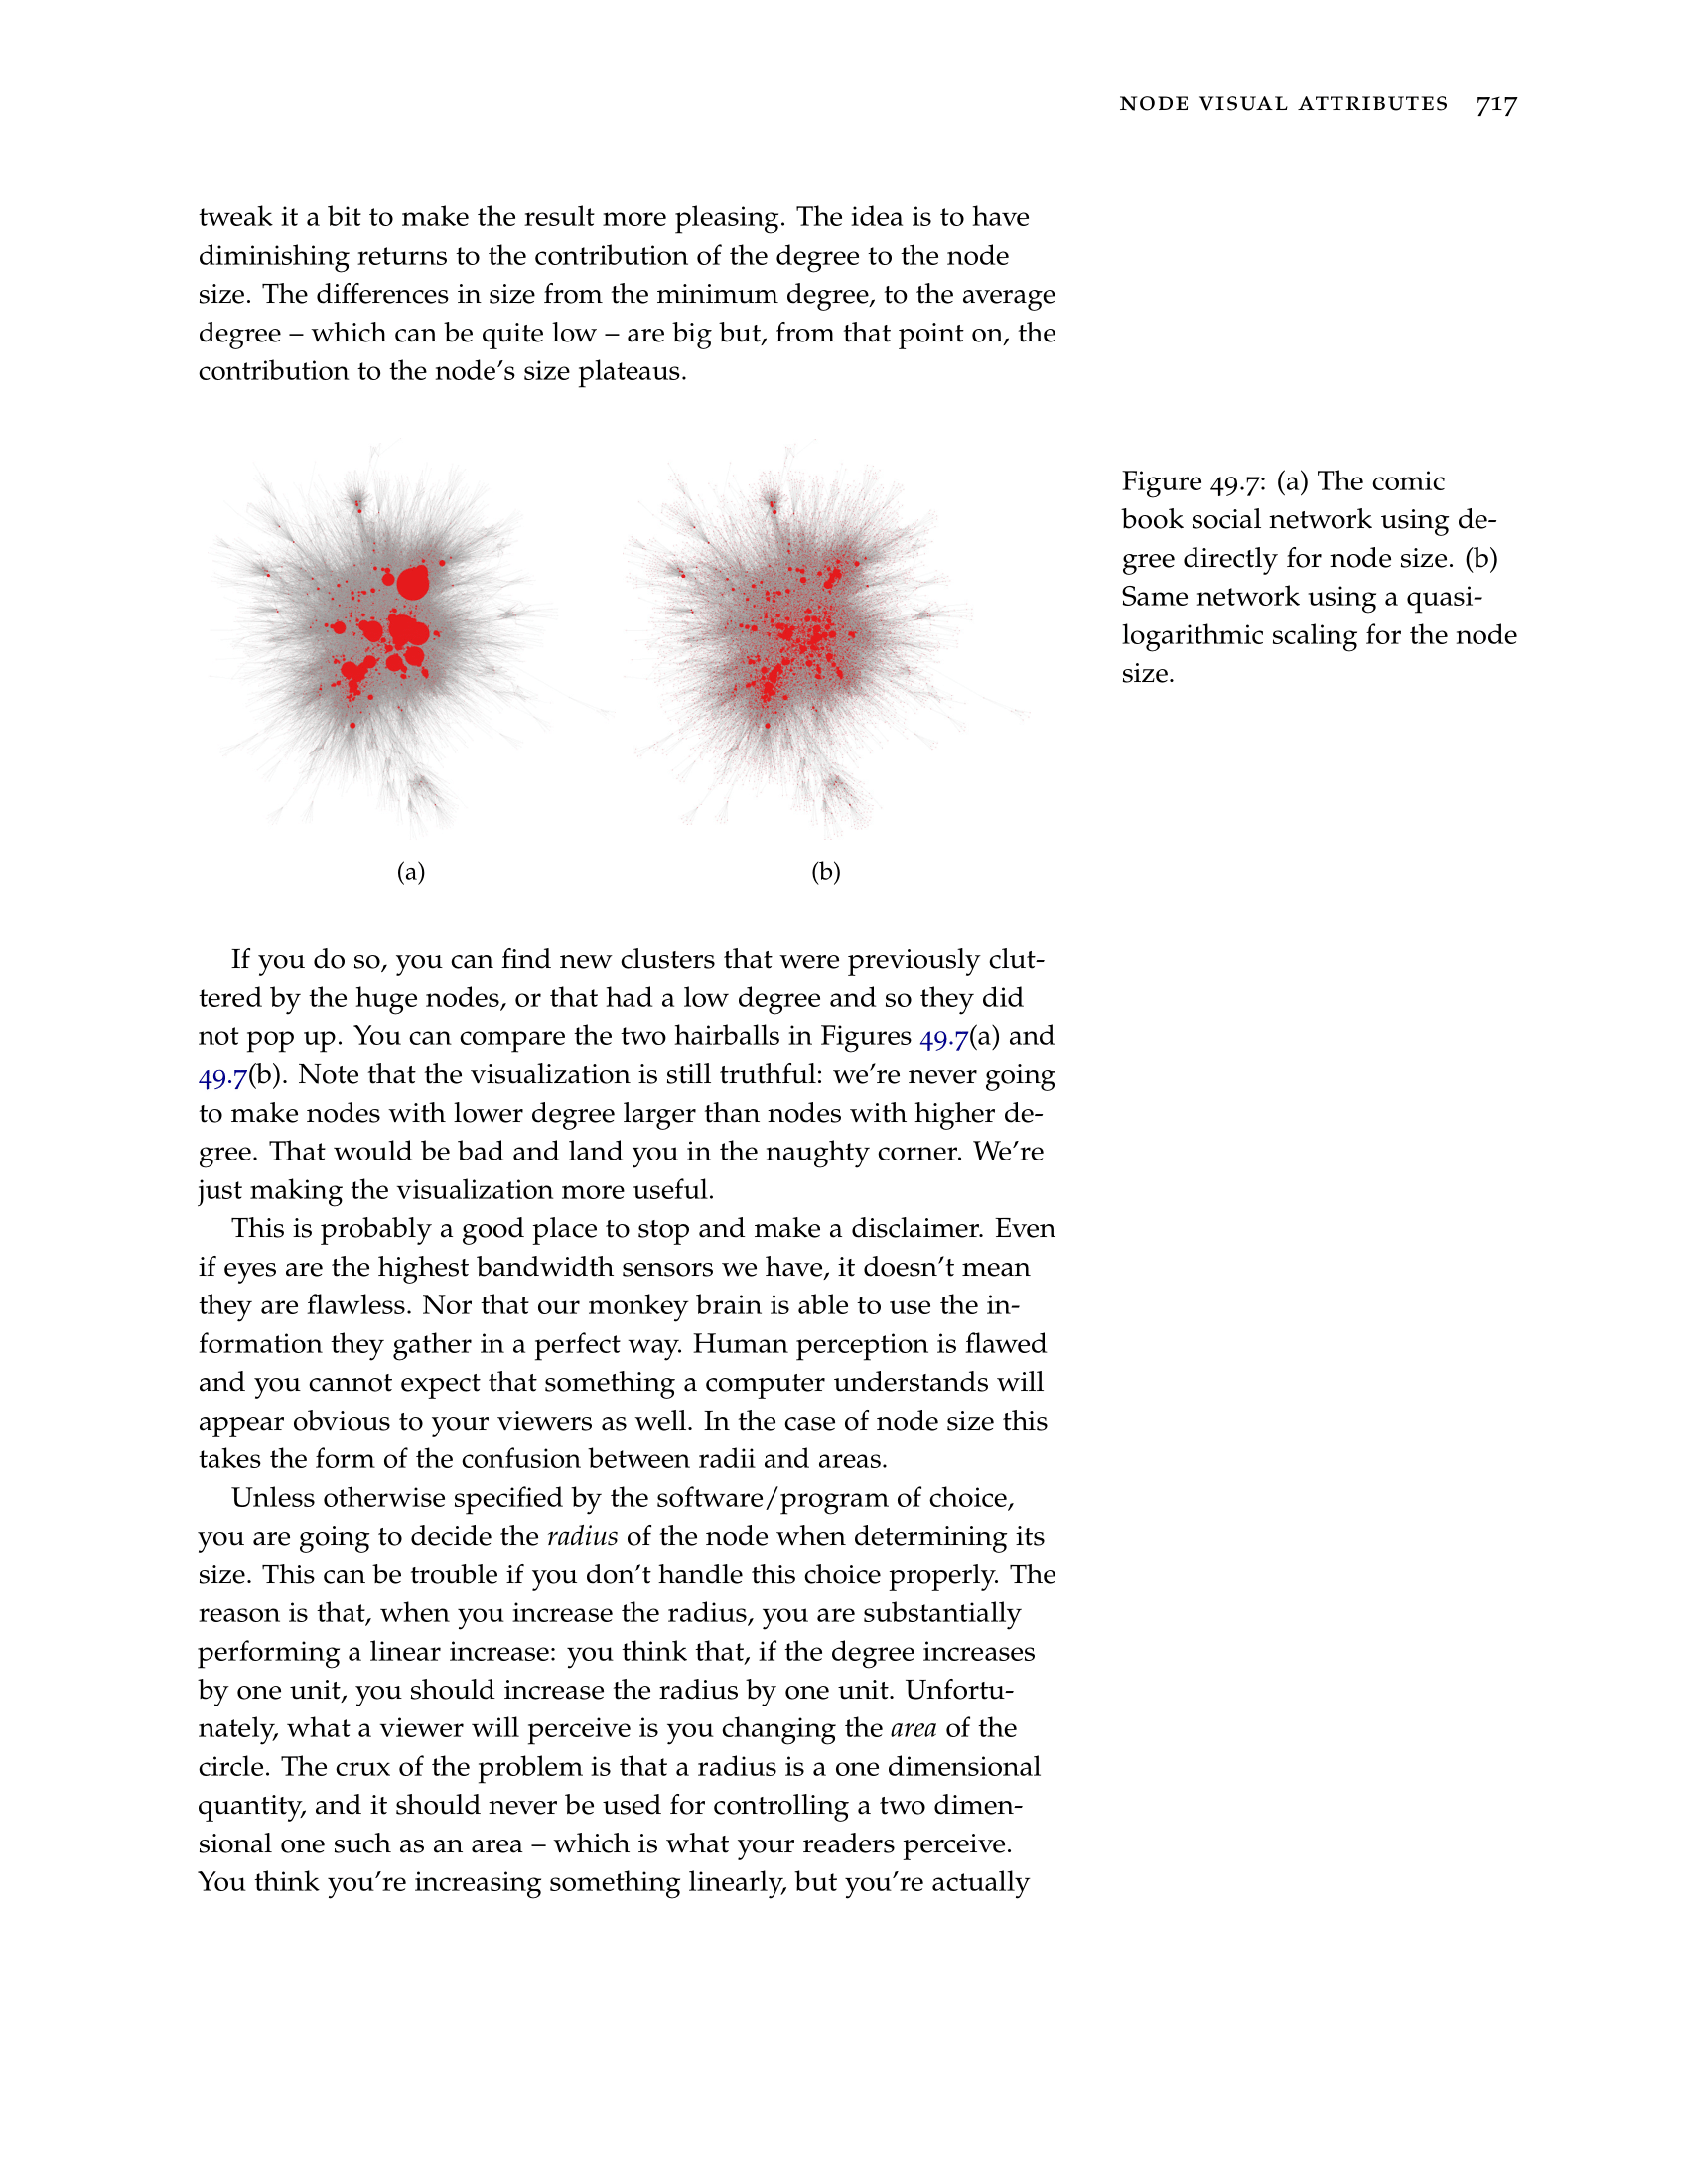 NODE VISUAL ATTRIBUTES 717
tweak it a bit to make the result more pleasing. The idea is to have
diminishing returns to the contribution of the degree to the node
size. The differences in size from the minimum degree, to the average
degree – which can be quite low – are big but, from that point on, the
contribution to the node's size plateaus.
Figure 49.7: (a) The comic
book social network using de-
gree directly for node size. (b)
Same network using a quasi-
logarithmic scaling for the node
size.
(a)
(b)
If you do so, you can find new clusters that were previously clut-
tered by the huge nodes, or that had a low degree and so they did
not pop up. You can compare the two hairballs in Figures 49.7(a) and
49.7(b). Note that the visualization is still truthful: we're never going
to make nodes with lower degree larger than nodes with higher de-
gree. That would be bad and land you in the naughty corner. We're
just making the visualization more useful.
This is probably a good place to stop and make a disclaimer. Even
if eyes are the highest bandwidth sensors we have, it doesn't mean
they are flawless. Nor that our monkey brain is able to use the in-
formation they gather in a perfect way. Human perception is flawed
and you cannot expect that something a computer understands will
appear obvious to your viewers as well. In the case of node size this
takes the form of the confusion between radii and areas.
Unless otherwise specified by the software/program of choice,
you are going to decide the radius of the node when determining its
size. This can be trouble if you don't handle this choice properly. The
reason is that, when you increase the radius, you are substantially
performing a linear increase: you think that, if the degree increases
by one unit, you should increase the radius by one unit. Unfortu-
nately, what a viewer will perceive is you changing the area of the
circle. The crux of the problem is that a radius is a one dimensional
quantity, and it should never be used for controlling a two dimen-
sional one such as an area – which is what your readers perceive.
You think you're increasing something linearly, but you're actually